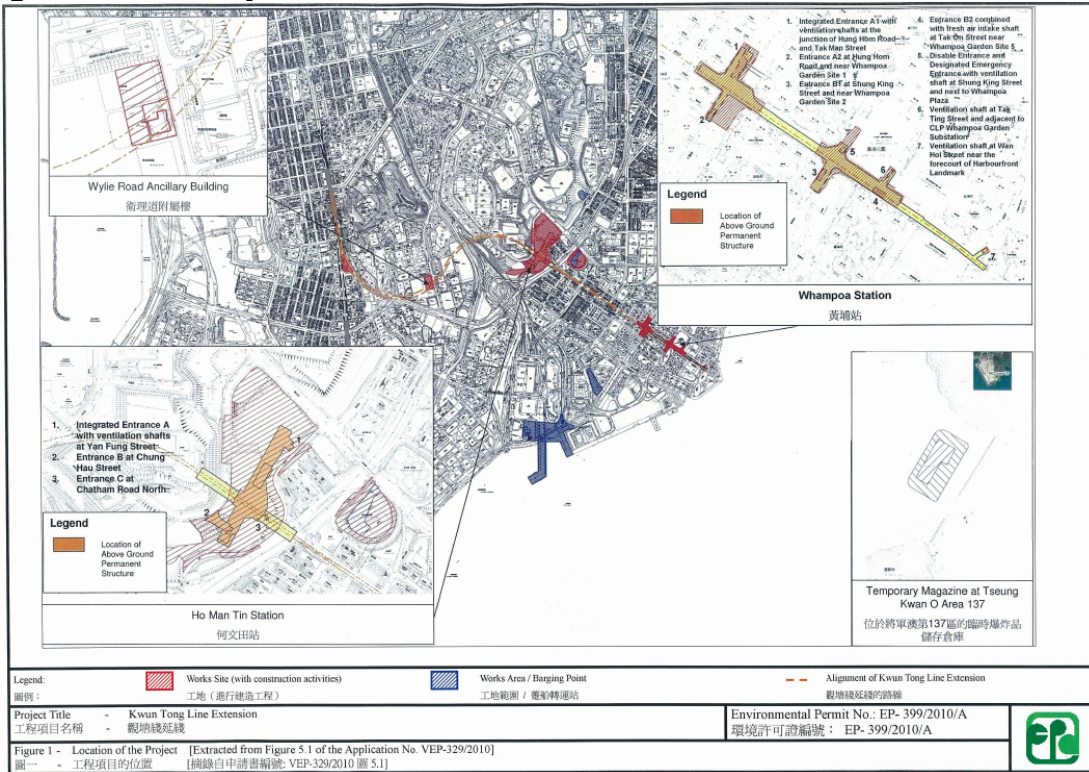 Wylie Road Ancillary Building
衛理道附屬樓
1. Integrated Entrance A1 with
ventilation shafts at the
junction of Hung Hom Road
and Tak Man Street
2. Entrance A2 at Hung Hom
Road and near Whampoa
Garden Site 1
3. Entrance B1 at Shung King
Street and near Whampoa
Garden Site 2
4. Entrance B2 combined
with fresh air intake shaft
at Tak On Street near
Whampoa Garden Site 5
5. Disable Entrance and
Designated Emergency
Entrance with ventilation
shaft at Shung King Street
and next to Whampoa
Plaza
6. Ventilation shaft at Tak
Ting Street and adjacent to
CLP Whampoa Garden
Substation
7. Ventilation shaft at Wan
Hoi Street near the
forecourt of Harbourfront
Landmark
1
2
3
4
5
6
7
Legend
Location of
Above Ground
Permanent
Structure
Whampoa Station
黃埔站
1. Integrated Entrance A
with ventilation shafts
at Yan Fung Street
2. Entrance B at Chung
Hau Street
3. Entrance C at
Chatham Road North
1
2
3
Legend
Location of
Above Ground
Permanent
Structure
Ho Man Tin Station
何文田站
Temporary Magazine at Tseung
Kwan O Area 137
位於將軍澳第137區的臨時爆炸品
儲存倉庫
Legend:
圖例：
Works Site (with construction activities)
工地（進行建造工程）
Works Area / Barging Point
工地範圍 / 躉船轉運站
Alignment of Kwun Tong Line Extension
觀塘綫延綫的路線
Project Title - Kwun Tong Line Extension
工程項目名稱 - 觀塘綫延綫
Environmental Permit No.: EP- 399/2010/A
環境許可證編號： EP- 399/2010/A
Figure 1 - Location of the Project [Extracted from Figure 5.1 of the Application No. VEP-329/2010]
圖一 - 工程項目的位置 [摘錄自申請書編號: VEP-329/2010 圖 5.1]